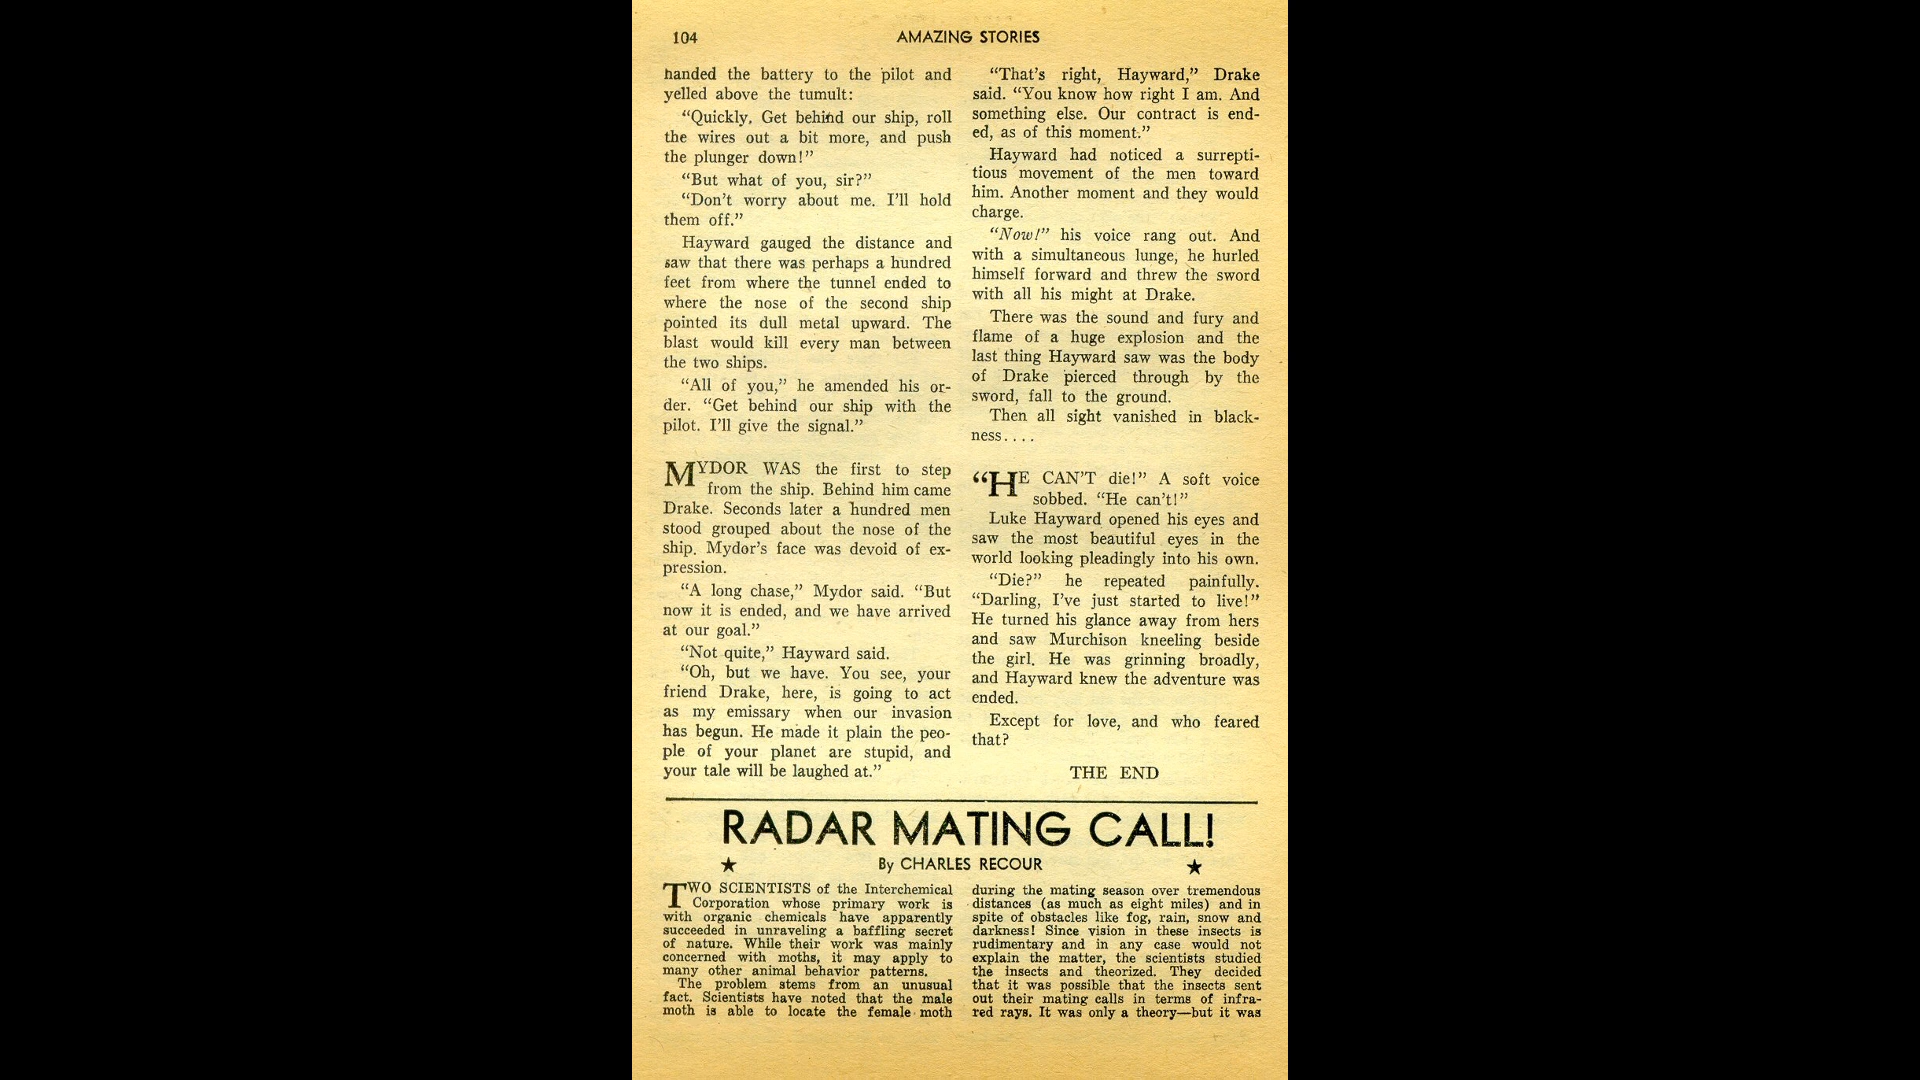 104
AMAZING STORIES
handed the battery to the pilot and
yelled above the tumult:
“Quickly. Get behind our ship, roll
the wires out a bit more, and push
the plunger down!”
“But what of you, sir?”
“Don't worry about me. I'll hold
them off.”
Hayward gauged the distance and
saw that there was perhaps a hundred
feet from where the tunnel ended to
where the nose of the second ship
pointed its dull metal upward. The
blast would kill every man between
the two ships.
“All of you,” he amended his or-
der. “Get behind our ship with the
pilot. I'll give the signal.”
MYDOR WAS the first to step
from the ship. Behind him came
Drake. Seconds later a hundred men
stood grouped about the nose of the
ship. Mydor's face was devoid of ex-
pression.
“A long chase,” Mydor said. “But
now it is ended, and we have arrived
at our goal.”
“Not quite,” Hayward said.
“Oh, but we have. You see, your
friend Drake, here, is going to act
as my emissary when our invasion
has begun. He made it plain the peo-
ple of your planet are stupid, and
your tale will be laughed at.”
“That's right, Hayward,” Drake
said. “You know how right I am. And
something else. Our contract is end-
ed, as of this moment.”
Hayward had noticed a surrepti-
tious movement of the men toward
him. Another moment and they would
charge.
“Now!” his voice rang out. And
with a simultaneous lunge, he hurled
himself forward and threw the sword
with all his might at Drake.
There was the sound and fury and
flame of a huge explosion and the
last thing Hayward saw was the body
of Drake pierced through by the
sword, fall to the ground.
Then all sight vanished in black-
ness....
“HE CAN'T die!” A soft voice
sobbed. “He can't!”
Luke Hayward opened his eyes and
saw the most beautiful eyes in the
world looking pleadingly into his own.
“Die?” he repeated painfully.
“Darling, I've just started to live!”
He turned his glance away from hers
and saw Murchison kneeling beside
the girl. He was grinning broadly,
and Hayward knew the adventure was
ended.
Except for love, and who feared
that?
THE END
RADAR MATING CALL!
By CHARLES RECOUR
TWO SCIENTISTS of the Interchemical
Corporation whose primary work is
with organic chemicals have apparently
succeeded in unraveling a baffling secret
of nature. While their work was mainly
concerned with moths, it may apply to
many other animal behavior patterns.
The problem stems from an unusual
fact. Scientists have noted that the male
moth is able to locate the female moth
during the mating season over tremendous
distances (as much as eight miles) and in
spite of obstacles like fog, rain, snow and
darkness! Since vision in these insects is
rudimentary and in any case would not
explain the matter, the scientists studied
the insects and theorized. They decided
that it was possible that the insects sent
out their mating calls in terms of infra-
red rays. It was only a theory—but it was